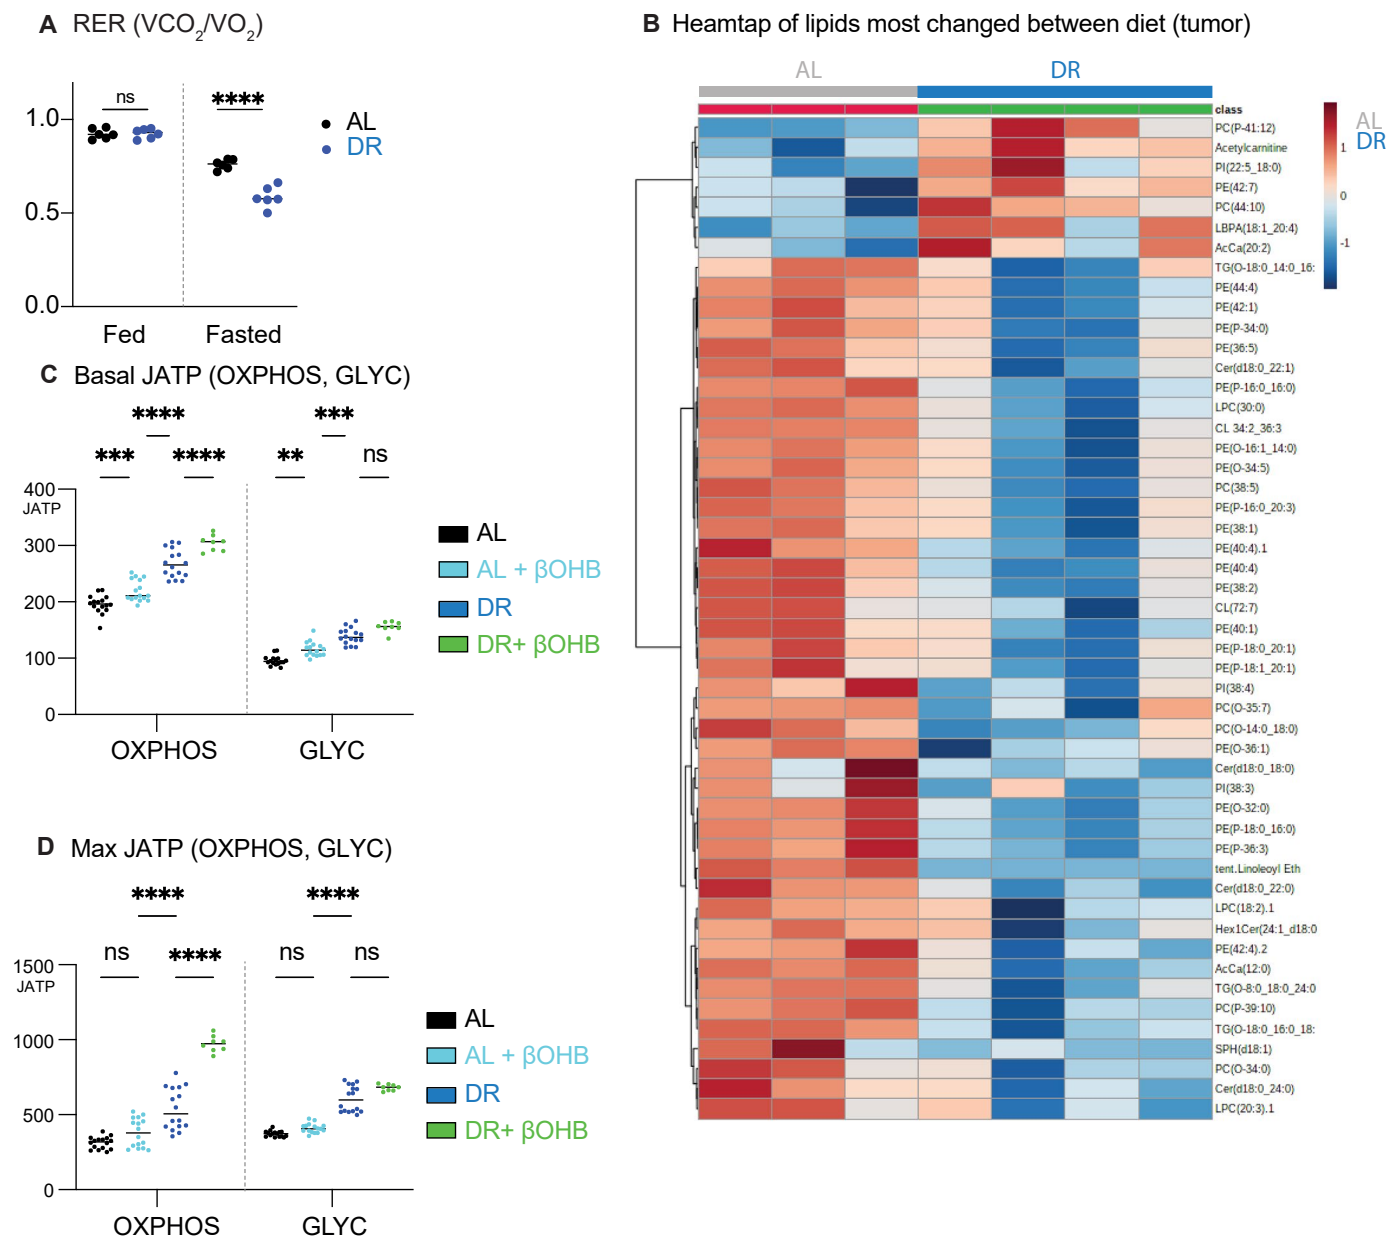 A RER (VCO2/VO2)
ns
****
1.0
0.5
0.0
AL
DR
Fed
Fasted
B Heamtap of lipids most changed between diet (tumor)
AL
DR
class
PC(P-41:12)
Acetylcarnitine
PI(22:5_18:0)
PE(42:7)
PC(44:10)
LBPA(18:1_20:4)
AcCa(20:2)
TG(O-18:0_14:0_16:
PE(44:4)
PE(42:1)
PE(P-34:0)
PE(36:5)
Cer(d18:0_22:1)
PE(P-16:0_16:0)
LPC(30:0)
CL 34:2_36:3
PE(O-16:1_14:0)
PE(O-34:5)
PC(38:5)
PE(P-16:0_20:3)
PE(38:1)
PE(40:4).1
PE(40:4)
PE(38:2)
CL(72:7)
PE(40:1)
PE(P-18:0_20:1)
PE(P-18:1_20:1)
PI(38:4)
PC(O-35:7)
PC(O-14:0_18:0)
PE(O-36:1)
Cer(d18:0_18:0)
PI(38:3)
PE(O-32:0)
PE(P-18:0_16:0)
PE(P-36:3)
tent.Linoleoyl Eth
Cer(d18:0_22:0)
LPC(18:2).1
Hex1Cer(24:1_d18:0
PE(42:4).2
AcCa(12:0)
TG(O-8:0_18:0_24:0
PC(P-39:10)
TG(O-18:0_16:0_18:
SPH(d18:1)
PC(O-34:0)
Cer(d18:0_24:0)
LPC(20:3).1
AL
DR
1
0
-1
C Basal JATP (OXPHOS, GLYC)
**** ***
*** **** ** ns
400
JATP
300
200
100
0
OXPHOS
GLYC
AL
AL + βOHB
DR
DR+ βOHB
D Max JATP (OXPHOS, GLYC)
**** ****
ns **** ns ns
1500
JATP
1000
500
0
OXPHOS
GLYC
AL
AL + βOHB
DR
DR+ βOHB